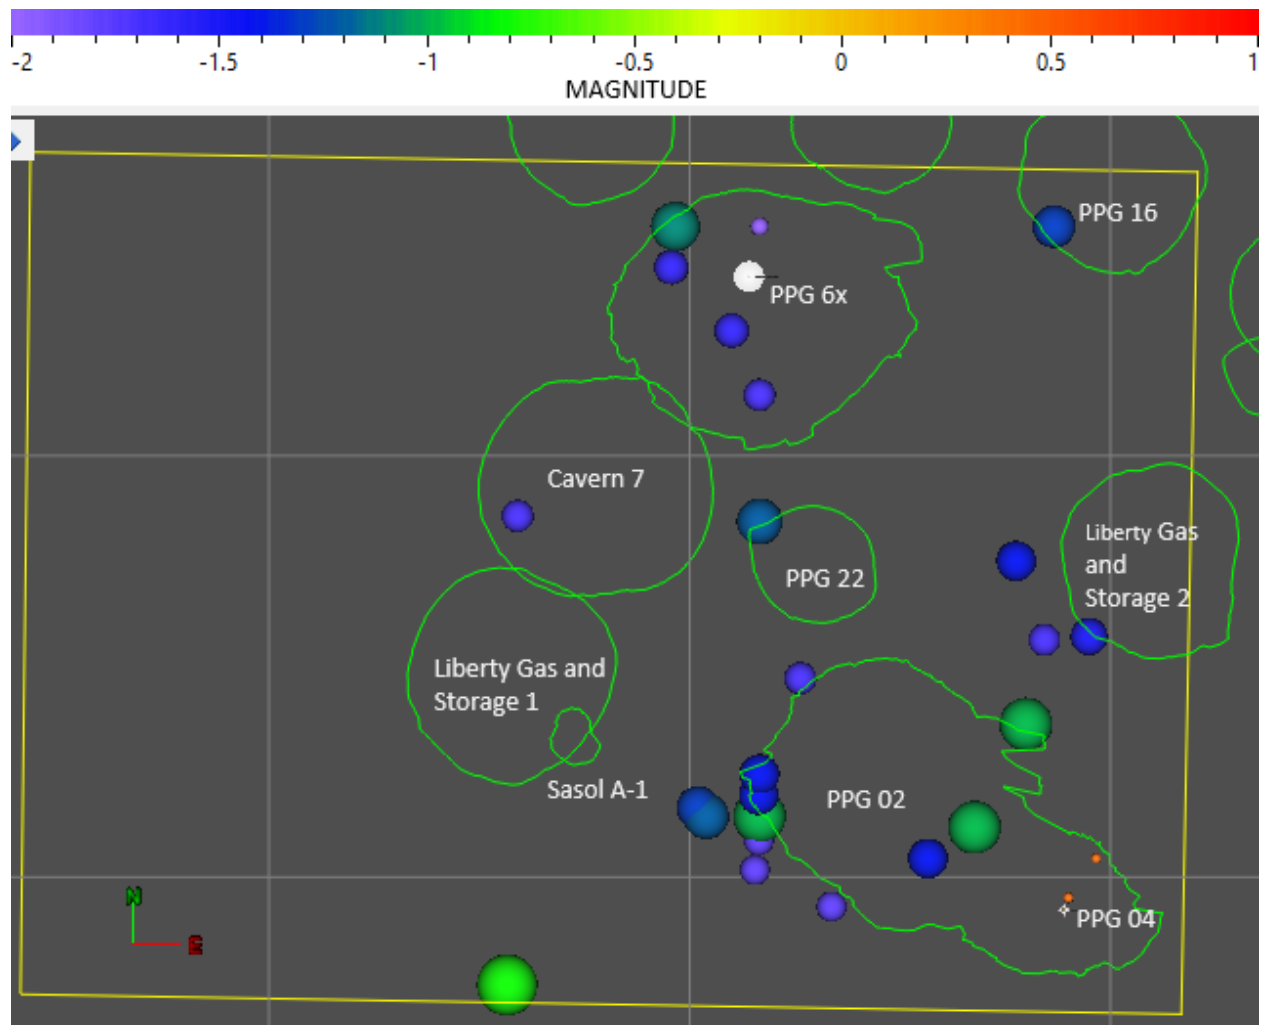 -2 -1.5 -1 -0.5 0 0.5 1
MAGNITUDE
PPG 16
PPG 6x
Cavern 7
Liberty Gas
and
Storage 2
PPG 22
Liberty Gas and
Storage 1
Sasol A-1
PPG 02
N
E
PPG 04